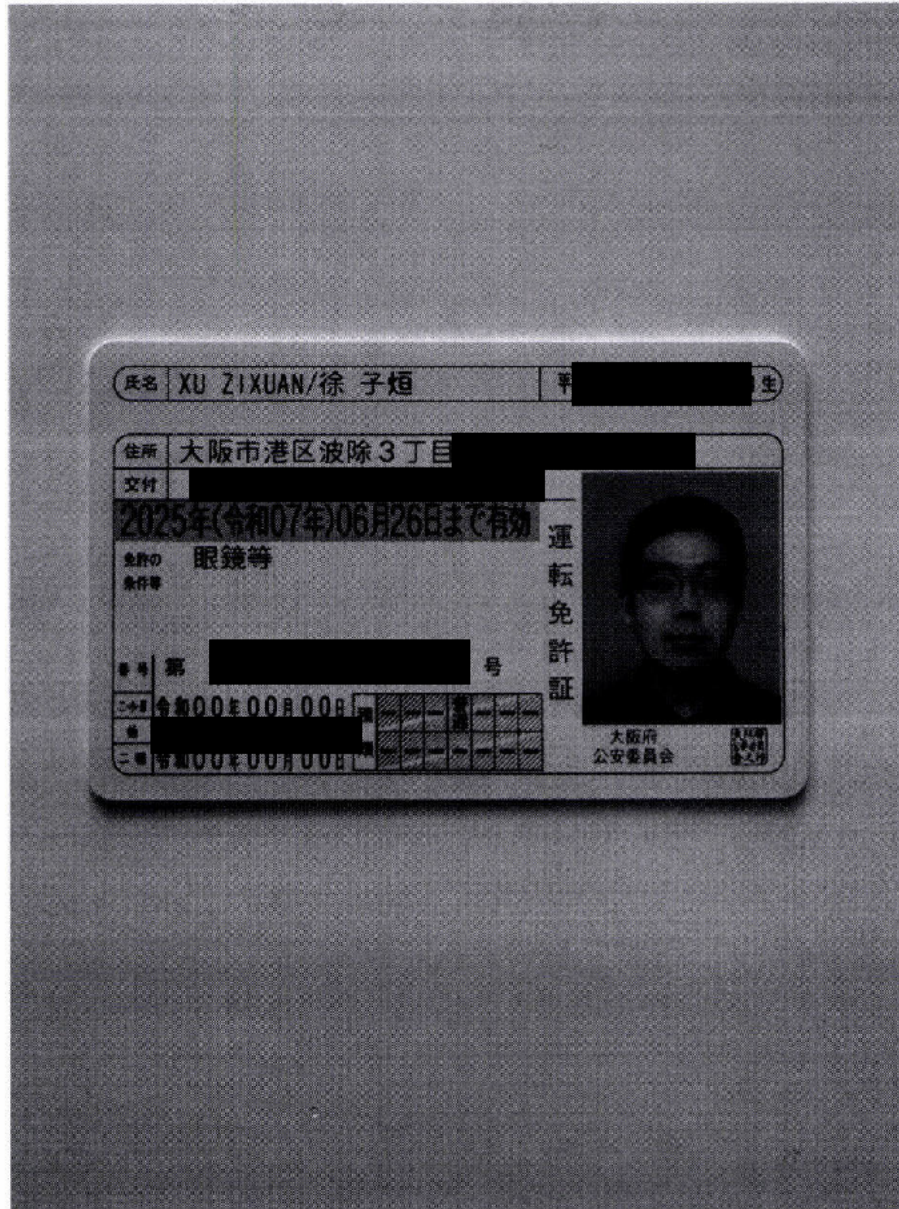 氏名 XU ZIXUAN/徐 子烜 生
住所 大阪市港区波除3丁目
交付
2025年(令和07年)06月26日まで有効
免許の
条件等
眼鏡等
運転免許証
番号 第 号
令和00年00月00日
他
二種 令和00年00月00日
普通
大阪府
公安委員会